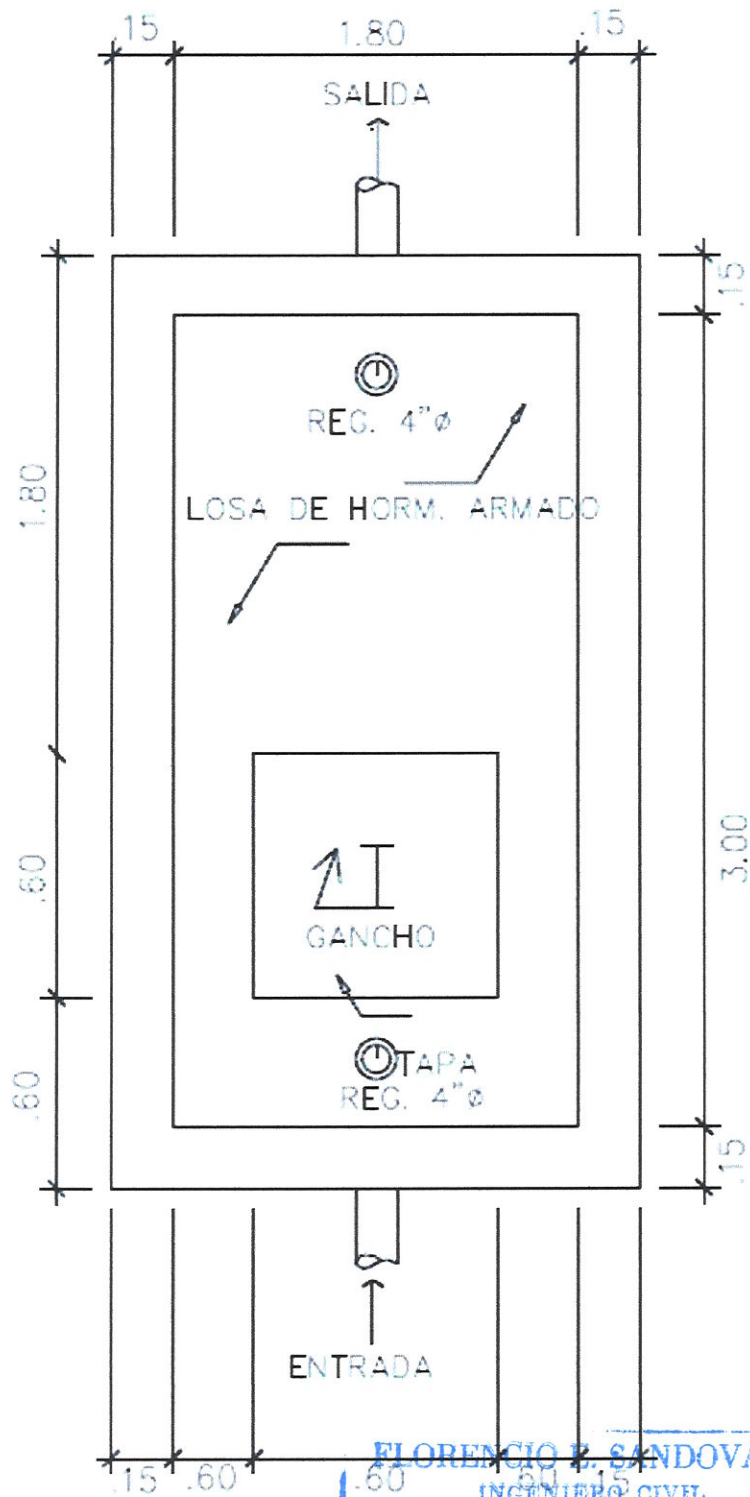 .15 1.80 .15
SALIDA
.15
REG. 4"ø
1.80
LOSA DE HORM. ARMADO
3.00
.60
GANCHO
TAPA
REG. 4"ø
.60
.15
ENTRADA
FLORENCIO E. SANDOVA
.15 .60 .60 .60 .15
INGENIERO CIVIL